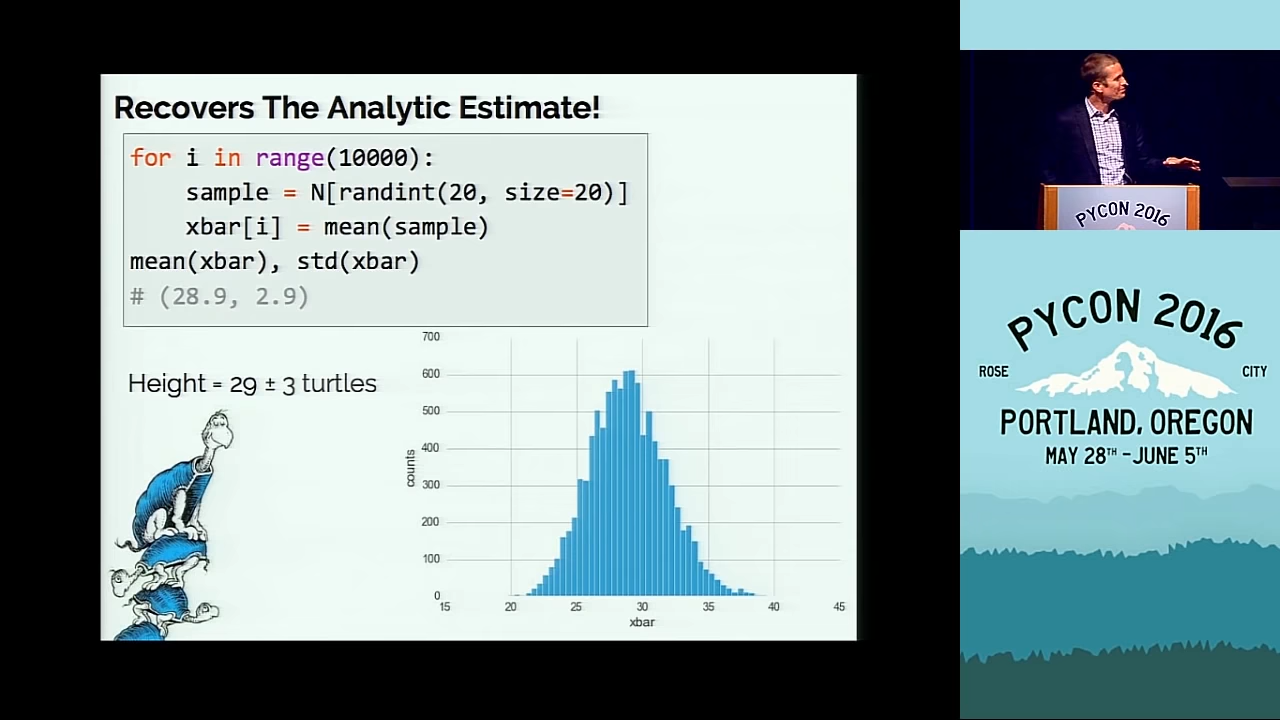 Recovers The Analytic Estimate!
for i in range(10000):
    sample = N[randint(20, size=20)]
    xbar[i] = mean(sample)
mean(xbar), std(xbar)
# (28.9, 2.9)
Height = 29 ± 3 turtles
700
600
500
400
300
200
100
0
counts
15 20 25 30 35 40 45
xbar
PYCON 2016
PYCON 2016
ROSE CITY
PORTLAND, OREGON
MAY 28TH - JUNE 5TH